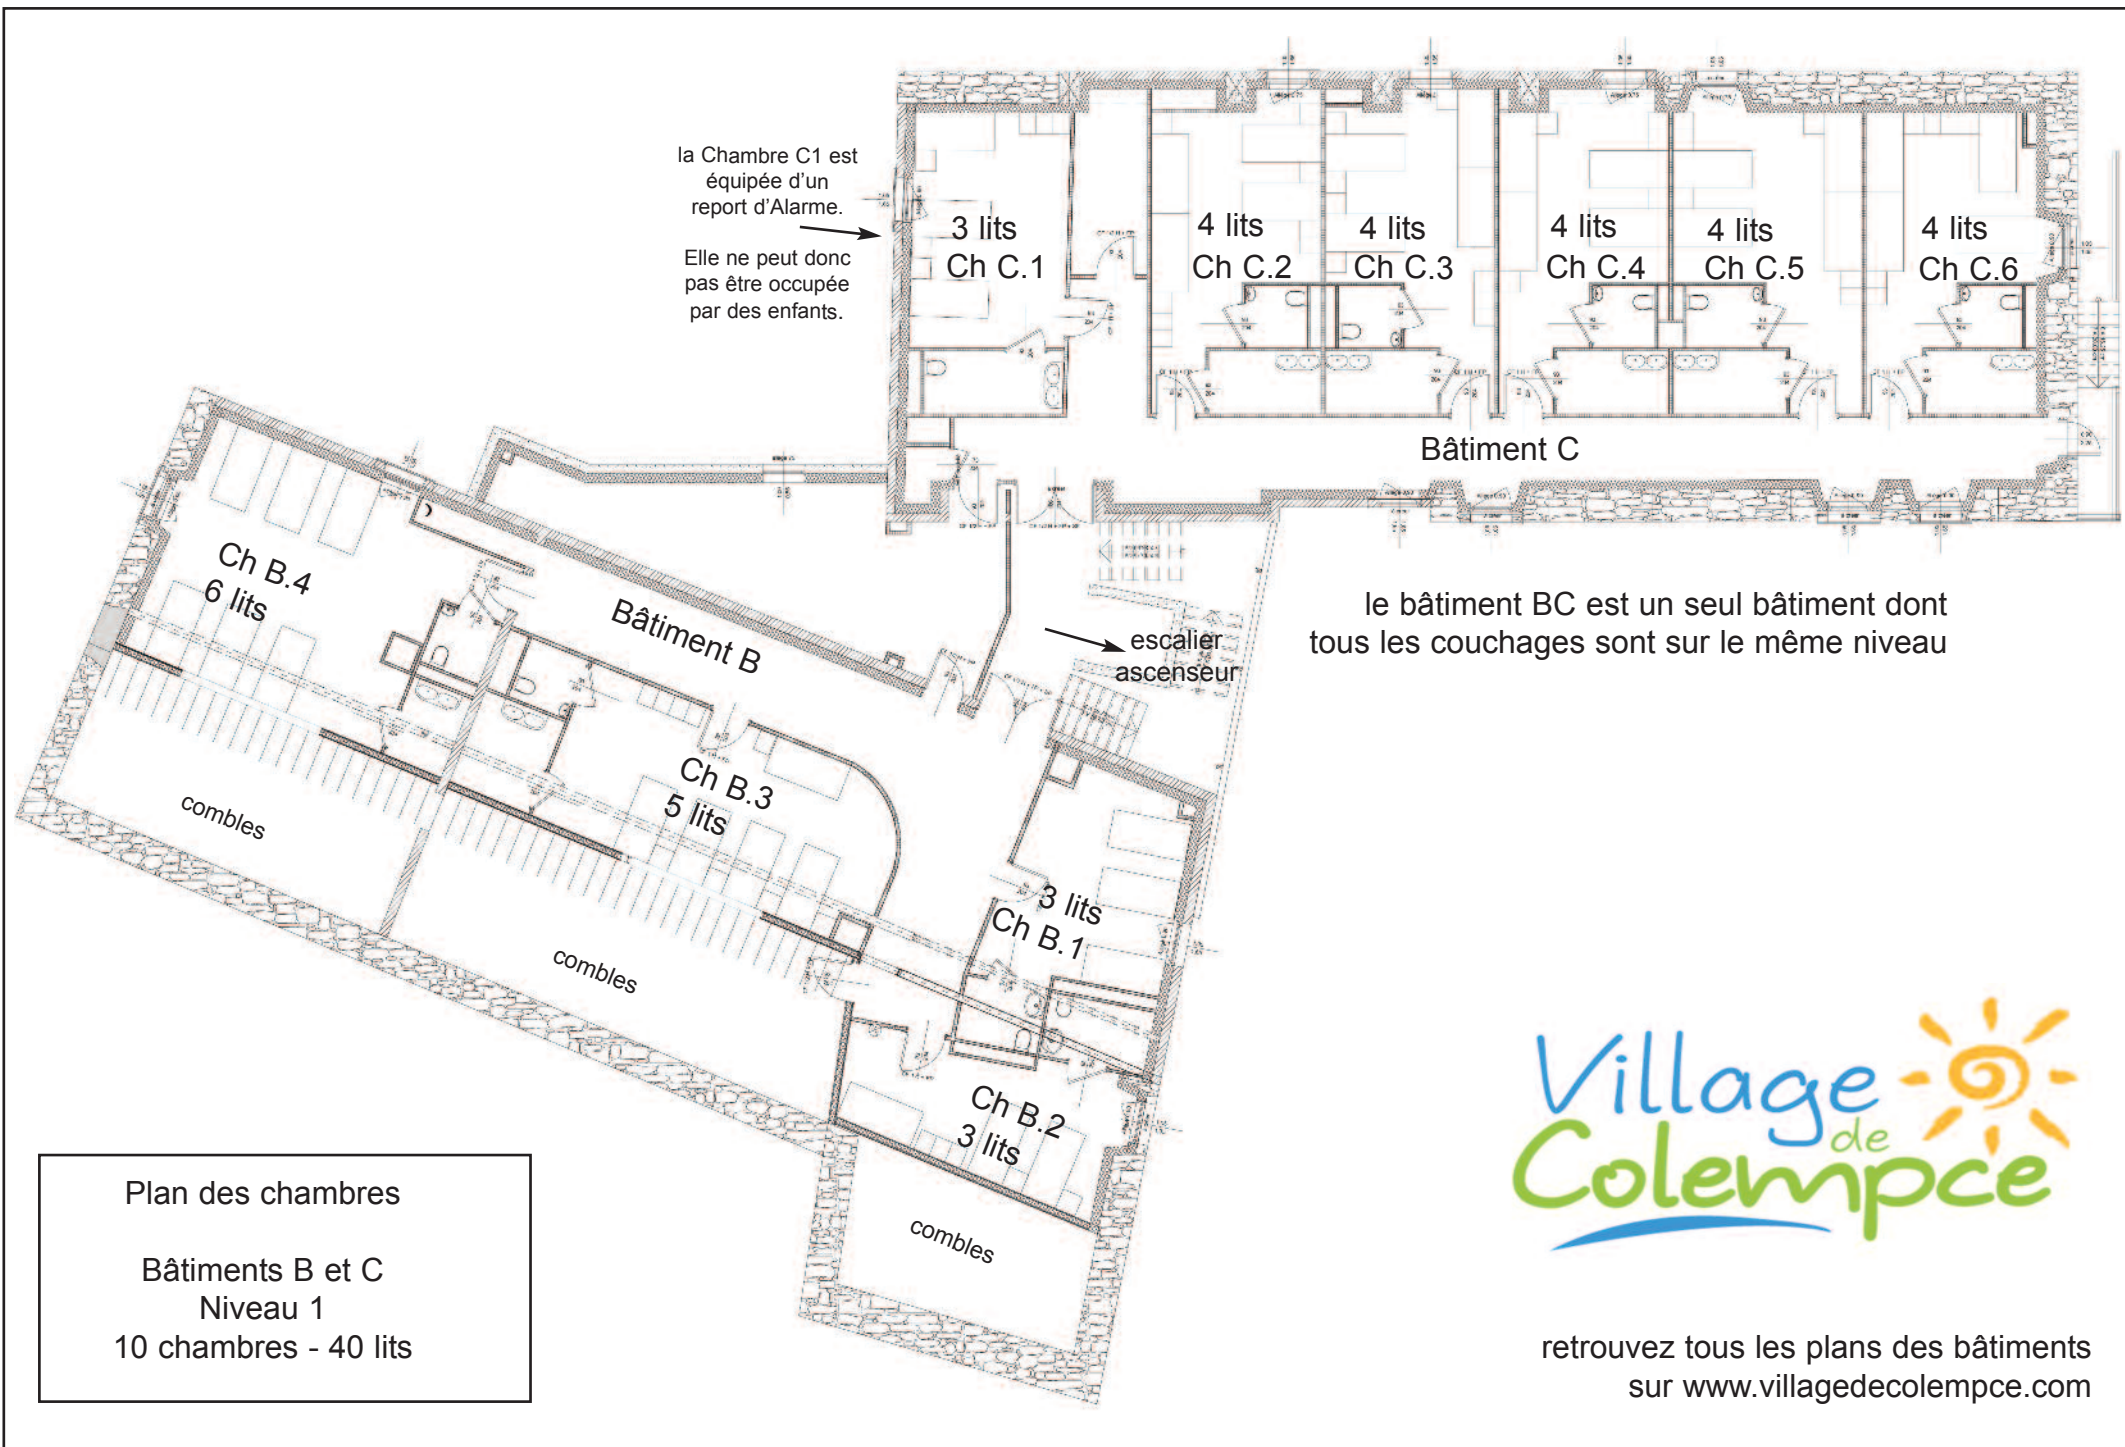 la Chambre C1 est
équipée d'un
report d'Alarme.
Elle ne peut donc
pas être occupée
par des enfants.
3 lits
Ch C.1
4 lits
Ch C.2
4 lits
Ch C.3
4 lits
Ch C.4
4 lits
Ch C.5
4 lits
Ch C.6
Bâtiment C
le bâtiment BC est un seul bâtiment dont
tous les couchages sont sur le même niveau
escalier
ascenseur
Ch B.4
6 lits
Bâtiment B
Ch B.3
5 lits
3 lits
Ch B.1
Ch B.2
3 lits
combles
combles
combles
Plan des chambres
Bâtiments B et C
Niveau 1
10 chambres - 40 lits
Village
de
Colempce
retrouvez tous les plans des bâtiments
sur www.villagedecolempce.com